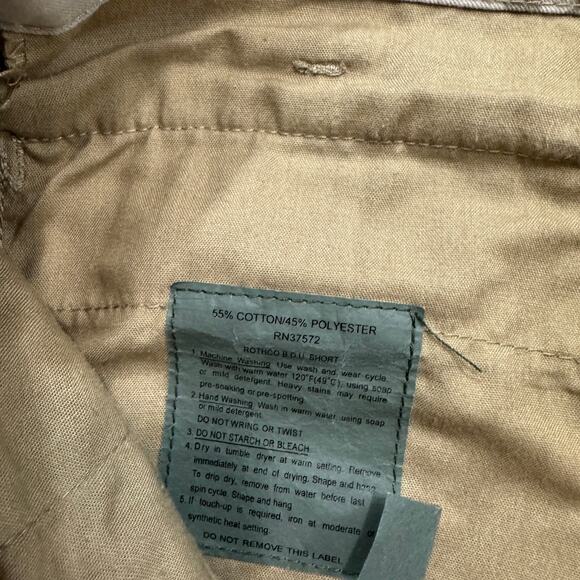 55% COTTON/45% POLYESTER
RN37572
ROTHCO B.D.U. SHORT
1. Machine Washing. Use wash and wear cycle.
Wash with warm water 120°F(49°C), using soap
or mild detergent. Heavy stains may require
pre-soaking or pre-spotting.
2. Hand Washing. Wash in warm water, using soap
or mild detergent.
DO NOT WRING OR TWIST
3. DO NOT STARCH OR BLEACH.
4. Dry in tumble dryer at warm setting. Remove
immediately at end of drying. Shape and hang
To drip dry, remove from water before last
spin cycle. Shape and hang
5. If touch-up is required, iron at moderate or
synthetic heat setting.
DO NOT REMOVE THIS LABEL